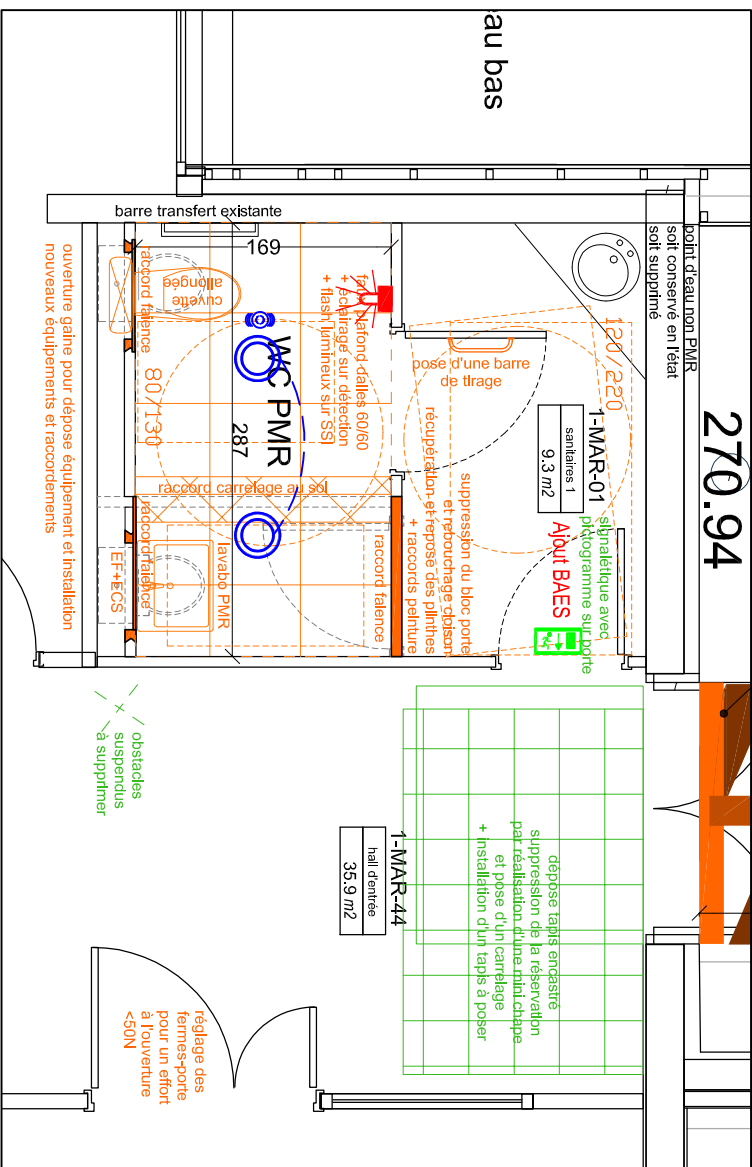 au bas
270.94
point d'eau non PMR
soit conservé en l'état
soit supprimé
barre transfert existante
169
120/220
pose d'une barre
de tirage
1-MAR-01
sanitaires 1
9.3 m2
signalétique avec
pictogramme sur porte
Ajout BAES
faux plafond dalles 60/60
+ éclairage sur détection
+ flash lumineux sur SSI
cuvette
allongée
raccord faïence
80/130
WC PMR
287
suppression du bloc porte
et rebouchage cloison
récupération et repose des plinthes
+ raccords peinture
raccord carrelage au sol
raccord faïence
raccord faïence
lavabo PMR
EF+ECS
ouverture gaine pour dépose équipement et installation
nouveaux équipements et raccordements
obstacles
suspendus
à supprimer
dépose tapis encastré
suppression de la réservation
par réalisation d'une mini chape
et pose d'un carrelage
+ installation d'un tapis à poser
1-MAR-44
hall d'entrée
35.9 m2
réglage des
fermes-porte
pour un effort
à l'ouverture
<50N